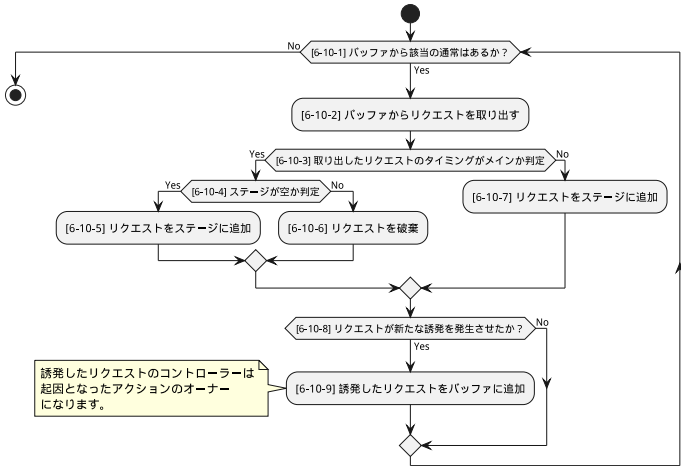 No
[6-10-1] バッファから該当の通常はあるか？
Yes
[6-10-2] バッファからリクエストを取り出す
Yes
[6-10-3] 取り出したリクエストのタイミングがメインか判定
No
Yes
[6-10-4] ステージが空か判定
No
[6-10-7] リクエストをステージに追加
[6-10-5] リクエストをステージに追加
[6-10-6] リクエストを破棄
[6-10-8] リクエストが新たな誘発を発生させたか？
No
Yes
誘発したリクエストのコントローラーは
起因となったアクションのオーナー
になります。
[6-10-9] 誘発したリクエストをバッファに追加